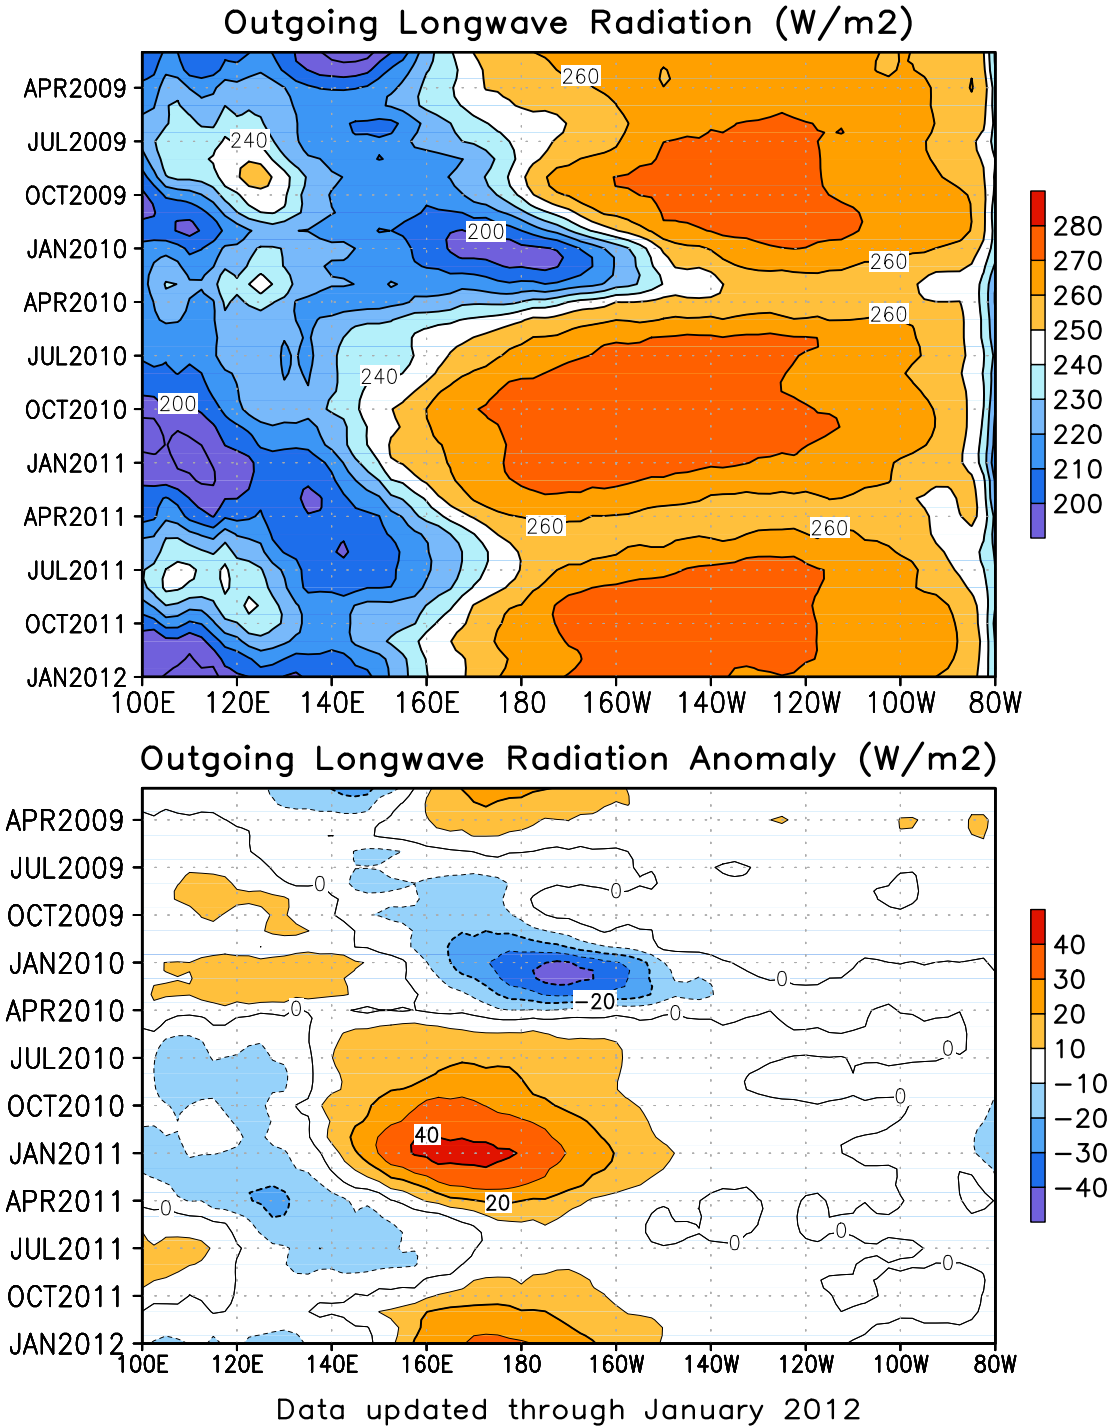 Outgoing Longwave Radiation (W/m2)
APR2009
JUL2009
OCT2009
JAN2010
APR2010
JUL2010
OCT2010
JAN2011
APR2011
JUL2011
OCT2011
JAN2012
260
240
200
260
260
240
200
260
260
100E 120E 140E 160E 180 160W 140W 120W 100W 80W
280
270
260
250
240
230
220
210
200
Outgoing Longwave Radiation Anomaly (W/m2)
APR2009
JUL2009
OCT2009
JAN2010
APR2010
JUL2010
OCT2010
JAN2011
APR2011
JUL2011
OCT2011
JAN2012
0
0
0
−20
0
0
0
0
40
20
0
0
0
0
100E 120E 140E 160E 180 160W 140W 120W 100W 80W
40
30
20
10
−10
−20
−30
−40
Data updated through January 2012